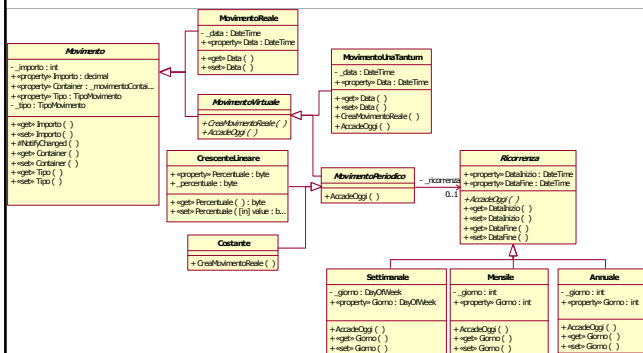 MovimentoReale
- _data : DateTime
+ «property» Data : DateTime
+ «get» Data ( )
+ «set» Data ( )
Movimento
- _importo : int
+ «property» Importo : decimal
+ «property» Container : _movimentoContai...
+ «property» Tipo : TipoMovimento
- _tipo : TipoMovimento
+ «get» Importo ( )
+ «set» Importo ( )
+ #NotifyChanged ( )
+ «get» Container ( )
+ «set» Container ( )
+ «get» Tipo ( )
+ «set» Tipo ( )
MovimentoUnaTantum
- _data : DateTime
+ «property» Data : DateTime
+ «get» Data ( )
+ «set» Data ( )
+ CreaMovimentoReale ( )
+ AccadeOggi ( )
MovimentoVirtuale
+ CreaMovimentoReale ( )
+ AccadeOggi ( )
CrescenteLineare
+ «property» Percentuale : byte
+ _percentuale : byte
+ «get» Percentuale ( ) : byte
+ «set» Percentuale ( [in] value : b...
MovimentoPeriodico
+ AccadeOggi ( )
- _ricorrenza
0..1
Ricorrenza
+ «property» DataInizio : DateTime
+ «property» DataFine : DateTime
+ AccadeOggi ( )
+ «get» DataInizio ( )
+ «set» DataInizio ( )
+ «get» DataFine ( )
+ «set» DataFine ( )
Costante
+ CreaMovimentoReale ( )
Settimanale
- _giorno : DayOfWeek
+ «property» Giorno : DayOfWeek
+ AccadeOggi ( )
+ «get» Giorno ( )
+ «set» Giorno ( )
Mensile
- _giorno : int
+ «property» Giorno : int
+ AccadeOggi ( )
+ «get» Giorno ( )
+ «set» Giorno ( )
Annuale
- _giorno : int
+ «property» Giorno : int
+ AccadeOggi ( )
+ «get» Giorno ( )
+ «set» Giorno ( )